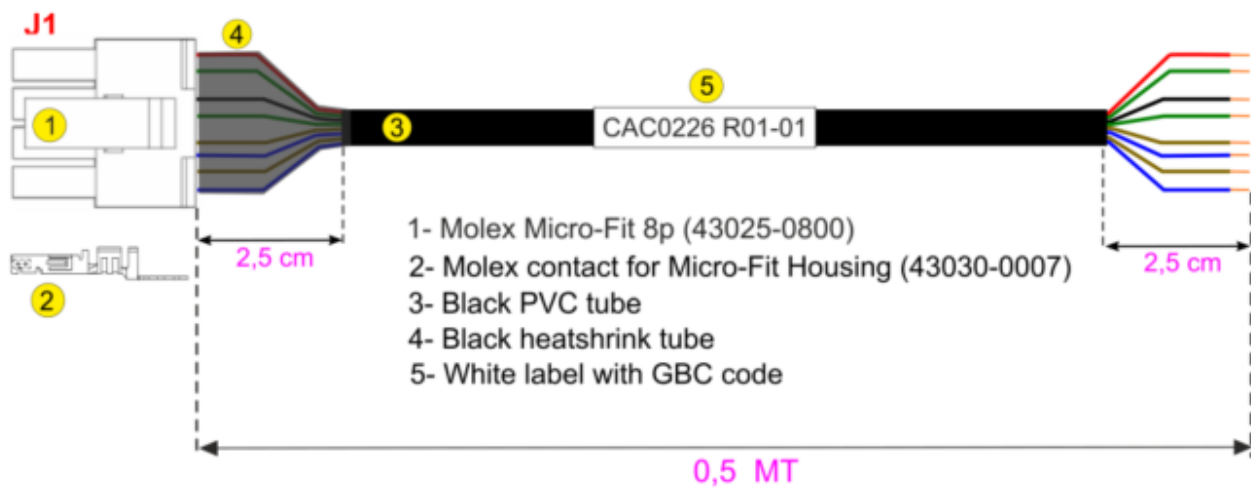 J1
4
5
1
3
CAC0226 R01-01
2,5 cm
2,5 cm
2
1- Molex Micro-Fit 8p (43025-0800)
2- Molex contact for Micro-Fit Housing (43030-0007)
3- Black PVC tube
4- Black heatshrink tube
5- White label with GBC code
0,5 MT